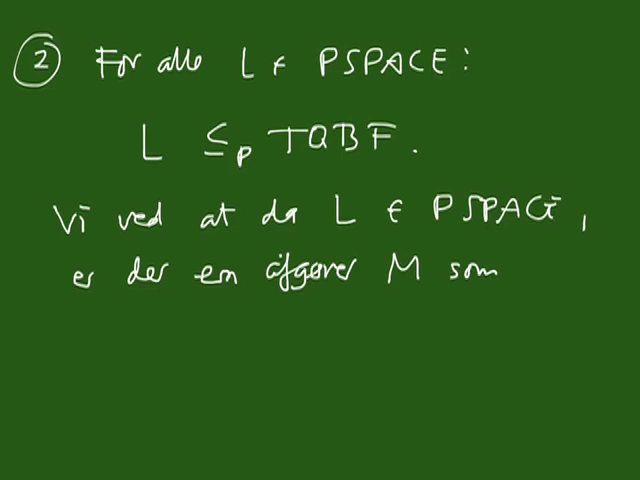 ② For alle L ∈ PSPACE:
L ≤p TQBF.
Vi ved at da L ∈ PSPACE,
er der en afgører M som